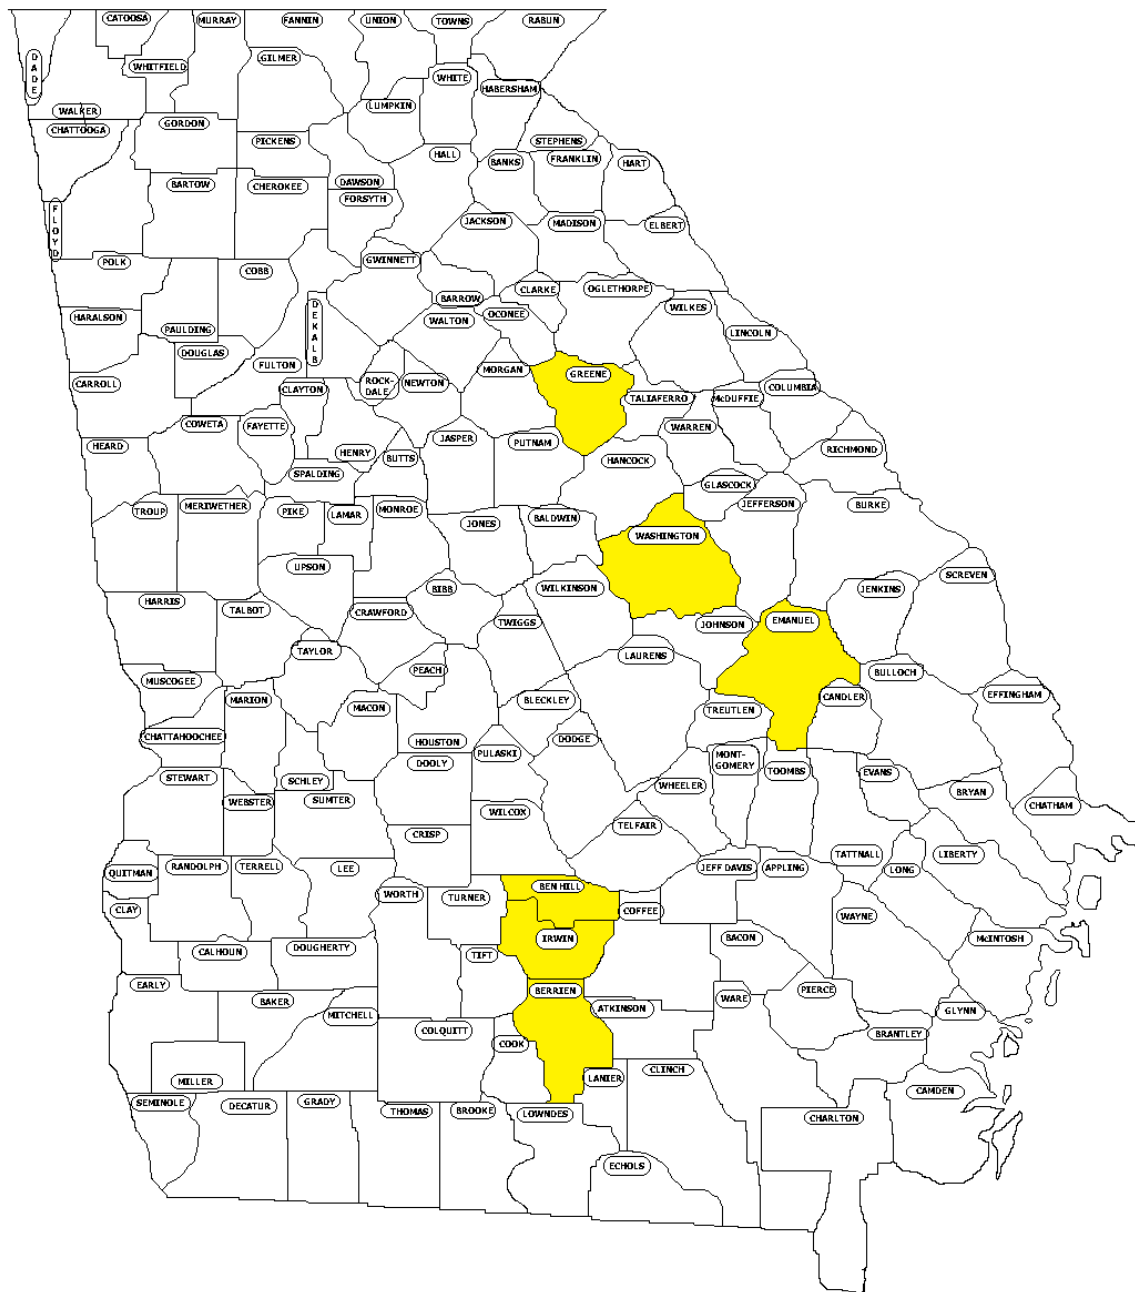 CATOOSA
MURRAY
FANNIN
UNION
TOWNS
RABUN
DADE
WHITFIELD
GILMER
WHITE
HABERSHAM
WALKER
LUMPKIN
CHATTOOGA
GORDON
PICKENS
STEPHENS
HALL
BANKS
FRANKLIN
HART
BARTOW
CHEROKEE
DAWSON
FORSYTH
FLOYD
JACKSON
MADISON
ELBERT
POLK
COBB
GWINNETT
BARROW
CLARKE
OGLETHORPE
WILKES
HARALSON
PAULDING
DEKALB
WALTON
OCONEE
LINCOLN
DOUGLAS
FULTON
CARROLL
CLAYTON
ROCK-
DALE
NEWTON
MORGAN
GREENE
TALIAFERRO
McDUFFIE
COLUMBIA
COWETA
FAYETTE
HEARD
HENRY
BUTTS
JASPER
PUTNAM
WARREN
HANCOCK
RICHMOND
SPALDING
GLASCOCK
TROUP
MERIWETHER
PIKE
LAMAR
MONROE
JONES
BALDWIN
JEFFERSON
BURKE
WASHINGTON
UPSON
BIBB
WILKINSON
SCREVEN
HARRIS
TALBOT
CRAWFORD
TWIGGS
JENKINS
JOHNSON
EMANUEL
TAYLOR
PEACH
LAURENS
MUSCOGEE
MARION
MACON
BLECKLEY
TREUTLEN
CANDLER
BULLOCH
EFFINGHAM
CHATTAHOOCHEE
HOUSTON
PULASKI
DODGE
DOOLY
MONT-
GOMERY
TOOMBS
EVANS
STEWART
SCHLEY
WEBSTER
SUMTER
WHEELER
BRYAN
CHATHAM
WILCOX
TELFAIR
CRISP
QUITMAN
RANDOLPH
TERRELL
LEE
JEFF DAVIS
APPLING
TATTNALL
LONG
LIBERTY
CLAY
WORTH
TURNER
BEN HILL
COFFEE
WAYNE
CALHOUN
DOUGHERTY
TIFT
IRWIN
BACON
McINTOSH
EARLY
BAKER
MITCHELL
BERRIEN
ATKINSON
WARE
PIERCE
GLYNN
COLQUITT
COOK
BRANTLEY
MILLER
LANIER
CLINCH
CAMDEN
SEMINOLE
DECATUR
GRADY
THOMAS
BROOKE
LOWNDES
CHARLTON
ECHOLS